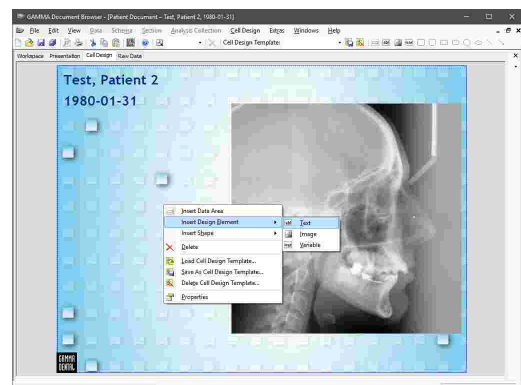 GAMMA Document Browser - [Patient Document - Test, Patient 2, 1980-01-31]
File Edit View Data Schema Section Analysis Collection Cell Design Extras Windows Help
Cell Design Template:
Workspace Presentation Cell Design Raw Data
Test, Patient 2
1980-01-31
Insert Data Area
Insert Design Element
Insert Shape
Delete
Load Cell Design Template...
Save As Cell Design Template...
Delete Cell Design Template...
Properties
Text
Image
Variable
GAMMA
DENTAL